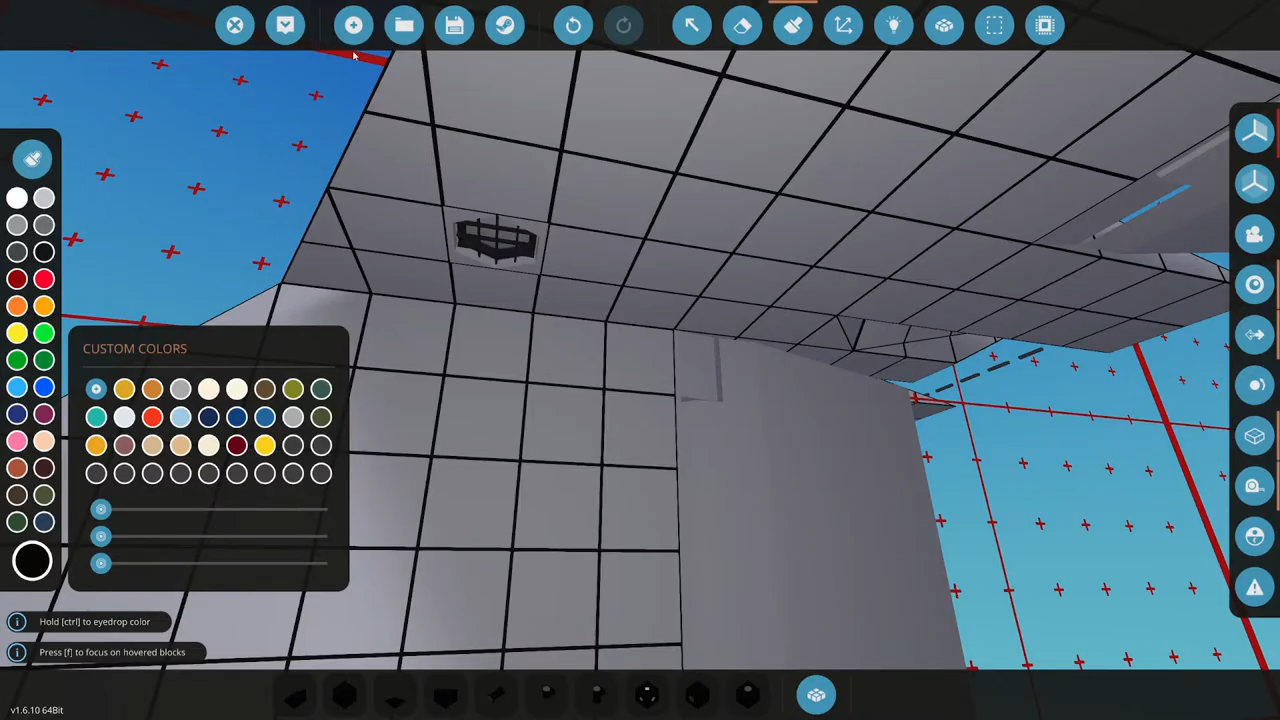 CUSTOM COLORS
Hold [ctrl] to eyedrop color
Press [f] to focus on hovered blocks
v1.6.10 64Bit